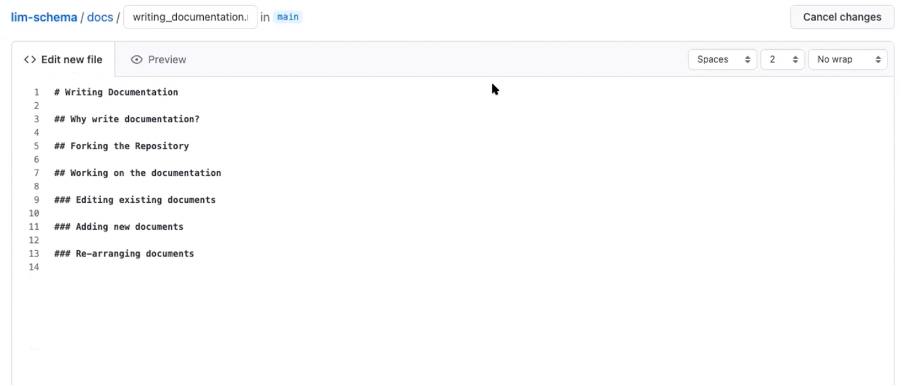 lim-schema / docs / writing_documentation. in main
Cancel changes
<> Edit new file
Preview
Spaces
2
No wrap
1 # Writing Documentation
2
3 ## Why write documentation?
4
5 ## Forking the Repository
6
7 ## Working on the documentation
8
9 ### Editing existing documents
10
11 ### Adding new documents
12
13 ### Re-arranging documents
14